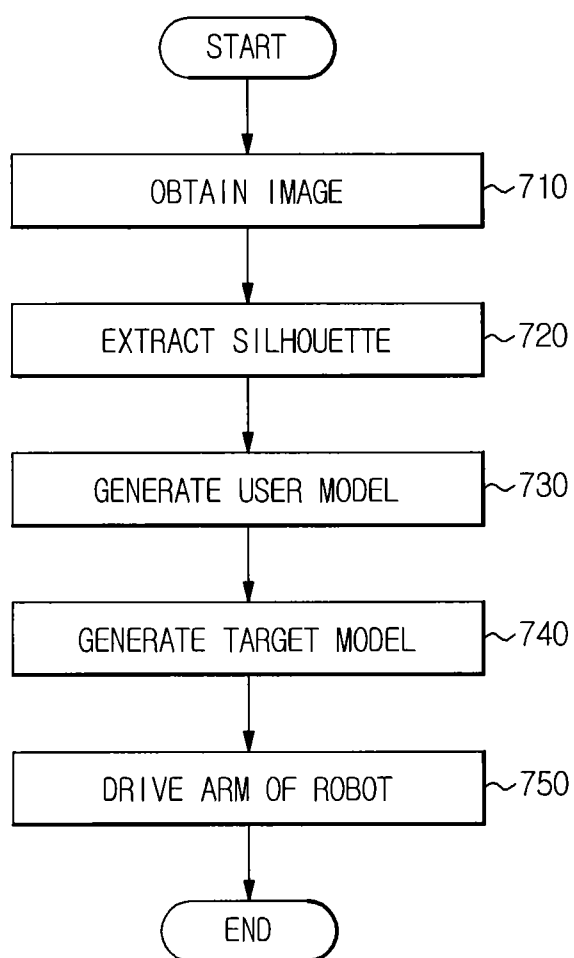 START
OBTAIN IMAGE
710
EXTRACT SILHOUETTE
720
GENERATE USER MODEL
730
GENERATE TARGET MODEL
740
DRIVE ARM OF ROBOT
750
END